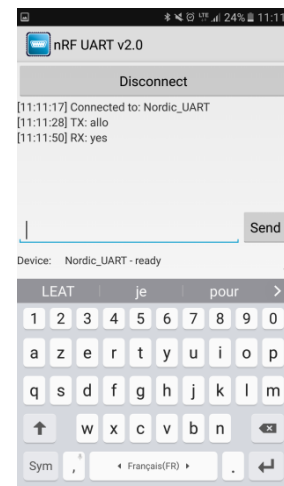 24% 11:11
nRF UART v2.0
Disconnect
[11:11:17] Connected to: Nordic_UART
[11:11:28] TX: allo
[11:11:50] RX: yes
Send
Device: Nordic_UART - ready
LEAT je pour
1 2 3 4 5 6 7 8 9 0
a z e r t y u i o p
q s d f g h j k l m
w x c v b n
Sym , Français(FR) .